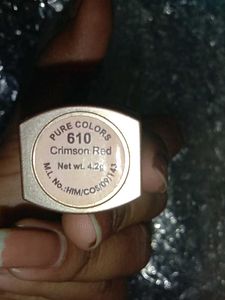 PURE COLORS
610
Crimson Red
Net wt. 4.2g
M.L. No.:HIM/COS/09/143